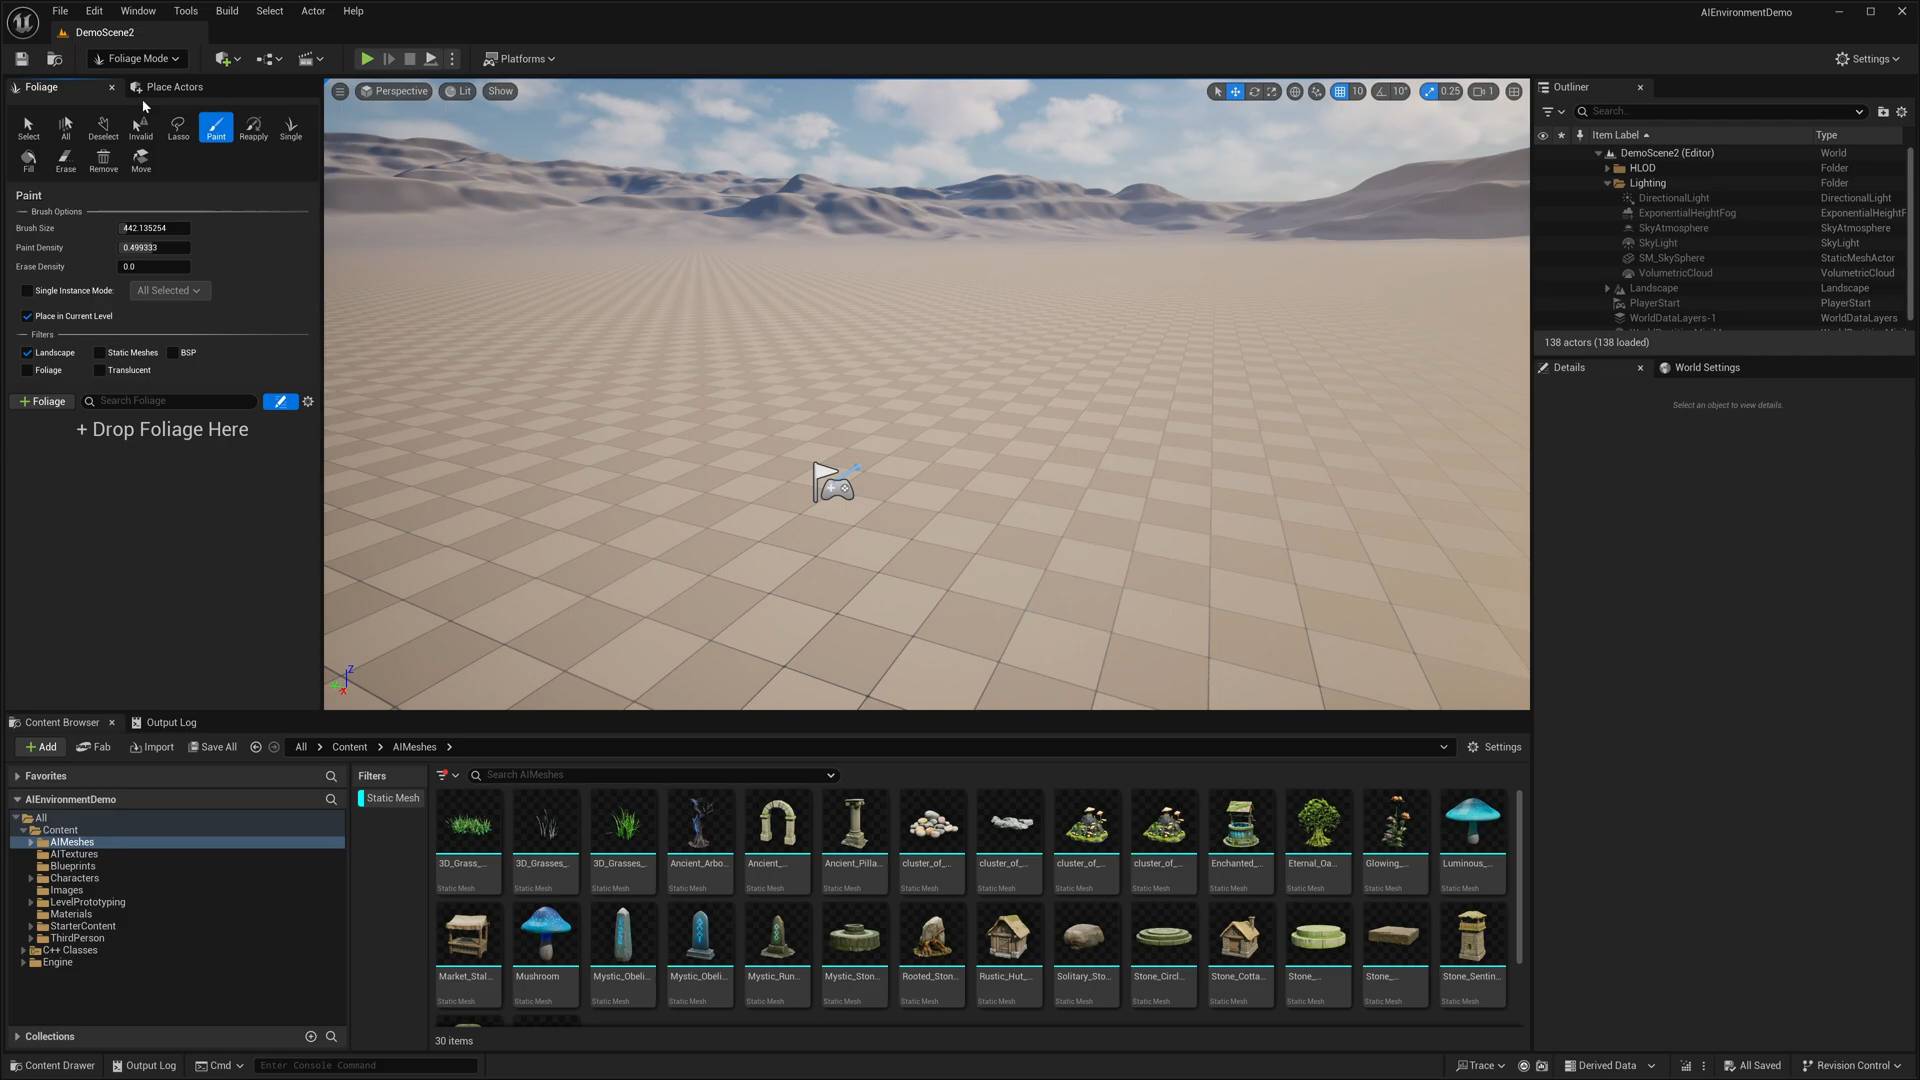 File Edit Window Tools Build Select Actor Help
AIEnvironmentDemo
DemoScene2
Foliage Mode
Platforms
Settings
Foliage
Place Actors
Select All Deselect Invalid Lasso Paint Reapply Single
Fill Erase Remove Move
Paint
Brush Options
Brush Size 442.135254
Paint Density 0.499333
Erase Density 0.0
Single Instance Mode: All Selected
Place in Current Level
Filters
Landscape Static Meshes BSP
Foliage Translucent
+ Foliage Search Foliage
+ Drop Foliage Here
Perspective Lit Show
10 10° 0.25 1
Z
X
Outliner
Search...
Item Label Type
DemoScene2 (Editor) World
HLOD Folder
Lighting Folder
DirectionalLight DirectionalLight
ExponentialHeightFog ExponentialHeightF
SkyAtmosphere SkyAtmosphere
SkyLight SkyLight
SM_SkySphere StaticMeshActor
VolumetricCloud VolumetricCloud
Landscape Landscape
PlayerStart PlayerStart
WorldDataLayers-1 WorldDataLayers
138 actors (138 loaded)
Details
World Settings
Select an object to view details.
Content Browser
Output Log
+ Add Fab Import Save All All > Content > AIMeshes >
Settings
Favorites
AIEnvironmentDemo
All
Content
AIMeshes
AITextures
Blueprints
Characters
Images
LevelPrototyping
Materials
StarterContent
ThirdPerson
C++ Classes
Engine
Collections
Filters
Static Mesh
Search AIMeshes
3D_Grass_... 3D_Grasses_... 3D_Grasses_... Ancient_Arbo... Ancient_... Ancient_Pilla... cluster_of_... cluster_of_... cluster_of_... cluster_of_... Enchanted_... Eternal_Oa... Glowing_... Luminous_...
Static Mesh Static Mesh Static Mesh Static Mesh Static Mesh Static Mesh Static Mesh Static Mesh Static Mesh Static Mesh Static Mesh Static Mesh Static Mesh Static Mesh
Market_Stal... Mushroom Mystic_Obeli... Mystic_Obeli... Mystic_Run... Mystic_Ston... Rooted_Ston... Rustic_Hut_... Solitary_Sto... Stone_Circl... Stone_Cotta... Stone_... Stone_... Stone_Sentin...
Static Mesh Static Mesh Static Mesh Static Mesh Static Mesh Static Mesh Static Mesh Static Mesh Static Mesh Static Mesh Static Mesh Static Mesh Static Mesh Static Mesh
30 items
Content Drawer Output Log Cmd Enter Console Command
Trace Derived Data All Saved Revision Control